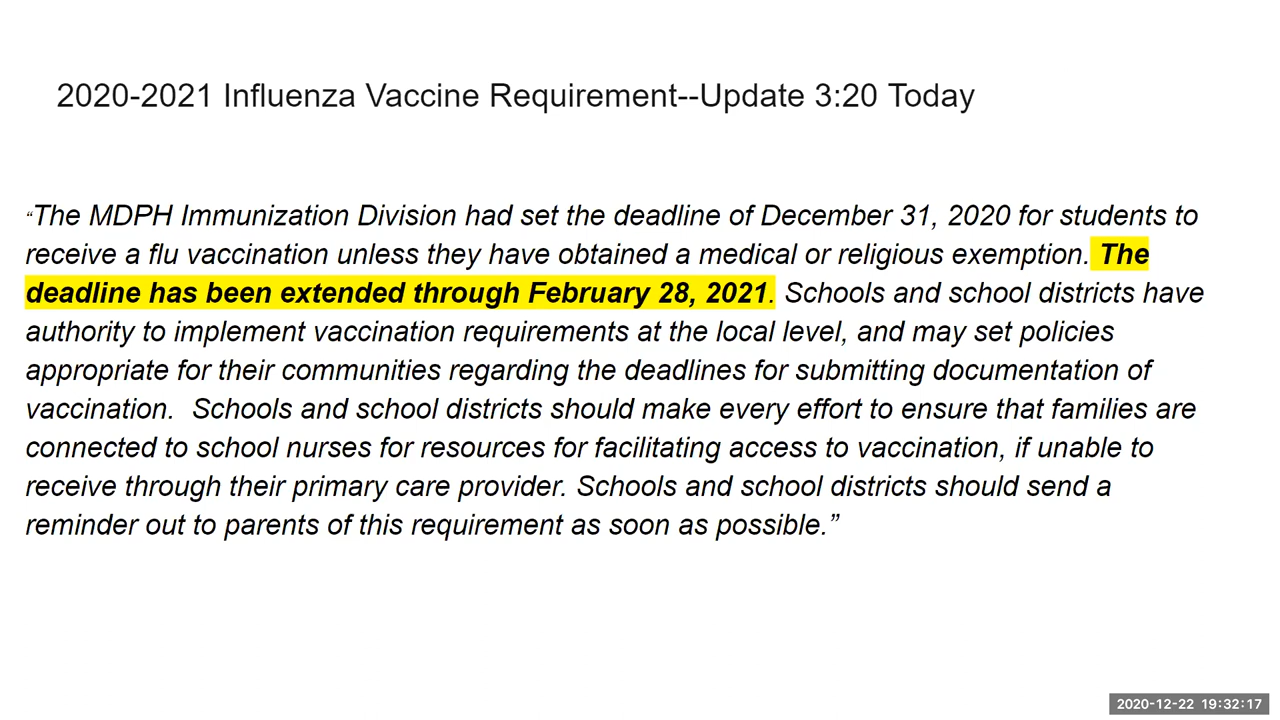 2020-2021 Influenza Vaccine Requirement--Update 3:20 Today
“The MDPH Immunization Division had set the deadline of December 31, 2020 for students to
receive a flu vaccination unless they have obtained a medical or religious exemption. The
deadline has been extended through February 28, 2021. Schools and school districts have
authority to implement vaccination requirements at the local level, and may set policies
appropriate for their communities regarding the deadlines for submitting documentation of
vaccination.  Schools and school districts should make every effort to ensure that families are
connected to school nurses for resources for facilitating access to vaccination, if unable to
receive through their primary care provider. Schools and school districts should send a
reminder out to parents of this requirement as soon as possible.”
2020-12-22 19:32:17